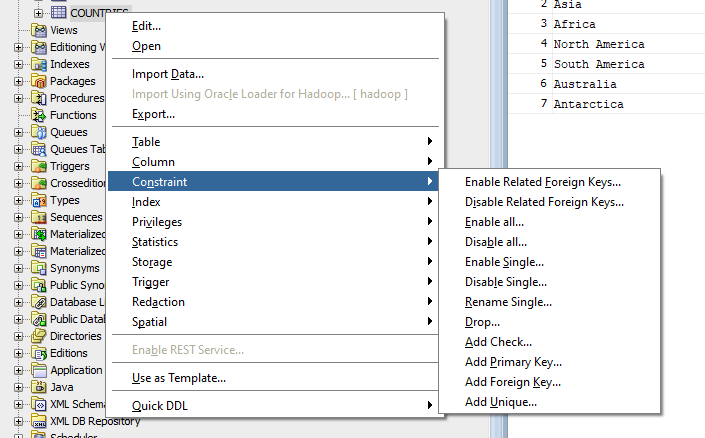 COUNTRIES
Views
Editioning V
Indexes
Packages
Procedures
Functions
Queues
Queues Tab
Triggers
Crossedition
Types
Sequences
Materialized
Materialized
Synonyms
Public Syno
Database L
Public Datab
Directories
Editions
Application
Java
XML Schema
XML DB Repository
Scheduler
Edit...
Open
Import Data...
Import Using Oracle Loader for Hadoop... [ hadoop ]
Export...
Table
Column
Constraint
Index
Privileges
Statistics
Storage
Trigger
Redaction
Spatial
Enable REST Service...
Use as Template...
Quick DDL
Enable Related Foreign Keys...
Disable Related Foreign Keys...
Enable all...
Disable all...
Enable Single...
Disable Single...
Rename Single...
Drop...
Add Check...
Add Primary Key...
Add Foreign Key...
Add Unique...
2 Asia
3 Africa
4 North America
5 South America
6 Australia
7 Antarctica